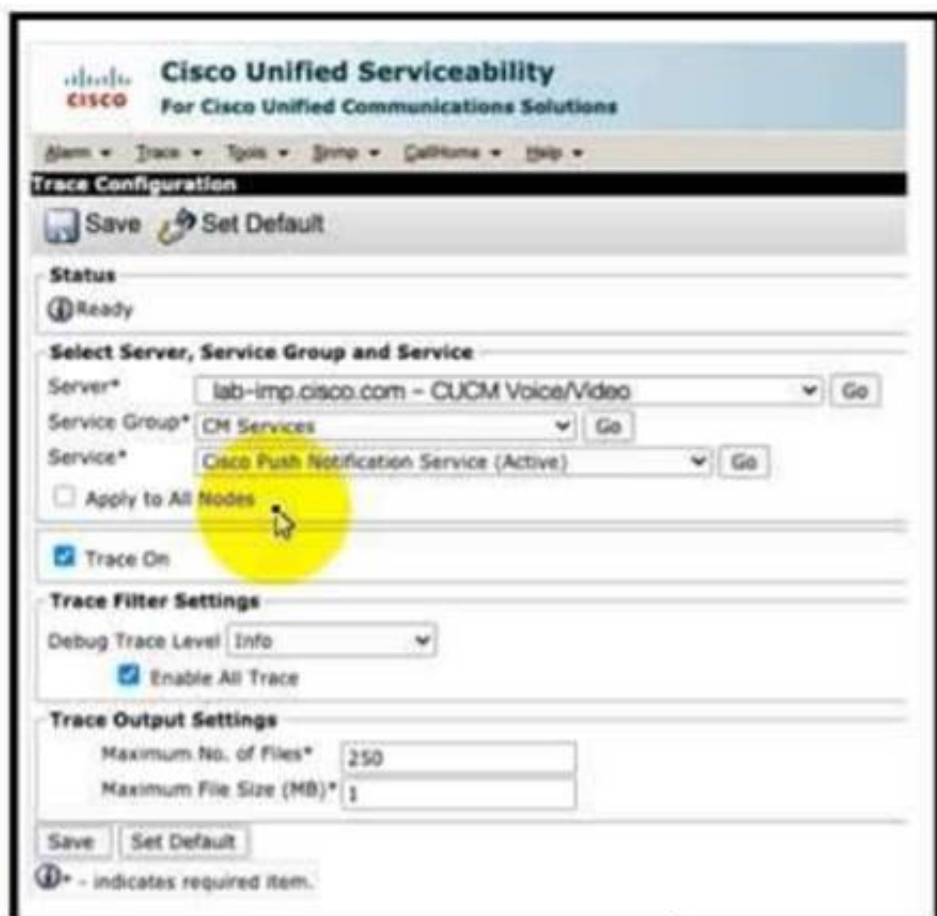 CISCO
Cisco Unified Serviceability
For Cisco Unified Communications Solutions
Alarm Trace Tools Snmp CallHome Help
Trace Configuration
Save Set Default
Status
Ready
Select Server, Service Group and Service
Server* lab-imp.cisco.com - CUCM Voice/Video Go
Service Group* CM Services Go
Service* Cisco Push Notification Service (Active) Go
Apply to All Nodes
Trace On
Trace Filter Settings
Debug Trace Level Info
Enable All Trace
Trace Output Settings
Maximum No. of Files* 250
Maximum File Size (MB)* 1
Save Set Default
* - indicates required item.